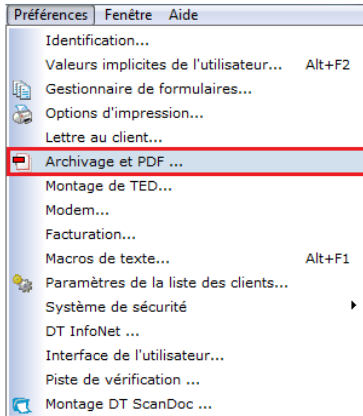 Préférences Fenêtre Aide
Identification...
Valeurs implicites de l'utilisateur... Alt+F2
Gestionnaire de formulaires...
Options d'impression...
Lettre au client...
Archivage et PDF ...
Montage de TED...
Modem...
Facturation...
Macros de texte... Alt+F1
Paramètres de la liste des clients...
Système de sécurité
DT InfoNet ...
Interface de l'utilisateur...
Piste de vérification ...
Montage DT ScanDoc ...